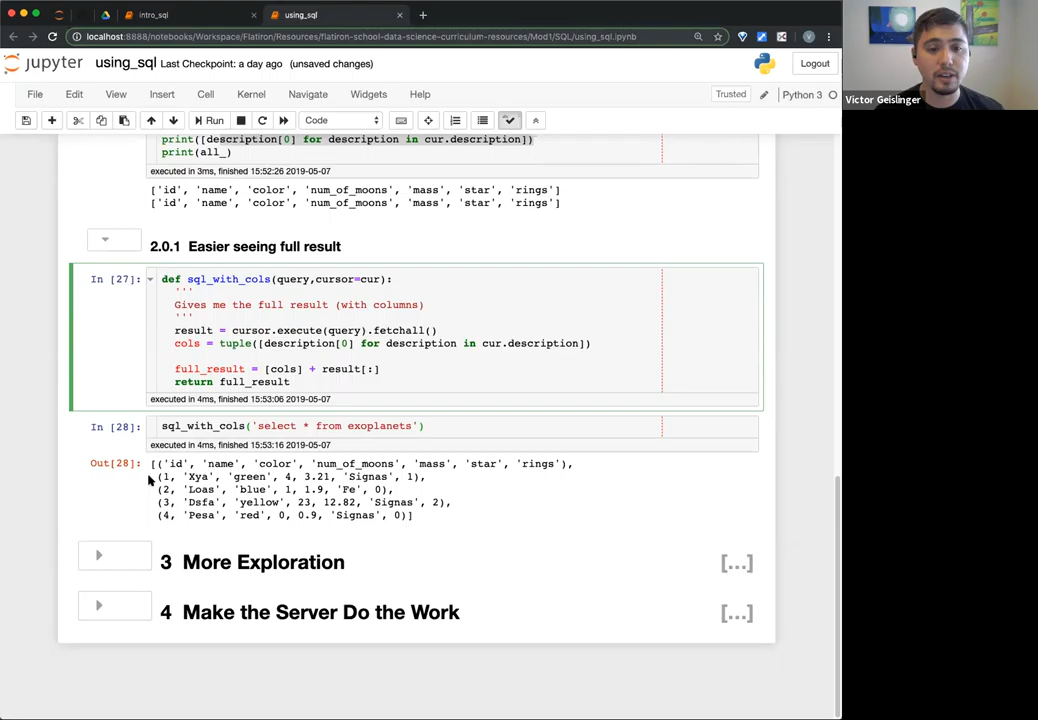 intro_sql
using_sql
localhost:8888/notebooks/Workspace/Flatiron/Resources/flatiron-school-data-science-curriculum-resources/Mod1/SQL/using_sql.ipynb
V
jupyter using_sql Last Checkpoint: a day ago (unsaved changes)
Logout
Victor Geislinger
File Edit View Insert Cell Kernel Navigate Widgets Help
Trusted
Python 3
Run
Code
print([description[0] for description in cur.description])
print(all_)
executed in 3ms, finished 15:52:26 2019-05-07
['id', 'name', 'color', 'num_of_moons', 'mass', 'star', 'rings']
['id', 'name', 'color', 'num_of_moons', 'mass', 'star', 'rings']
2.0.1 Easier seeing full result
In [27]:
def sql_with_cols(query,cursor=cur):
'''
Gives me the full result (with columns)
'''
result = cursor.execute(query).fetchall()
cols = tuple([description[0] for description in cur.description])
full_result = [cols] + result[:]
return full_result
executed in 4ms, finished 15:53:06 2019-05-07
In [28]:
sql_with_cols('select * from exoplanets')
executed in 4ms, finished 15:53:16 2019-05-07
Out[28]:
[('id', 'name', 'color', 'num_of_moons', 'mass', 'star', 'rings'),
(1, 'Xya', 'green', 4, 3.21, 'Signas', 1),
(2, 'Loas', 'blue', 1, 1.9, 'Fe', 0),
(3, 'Dsfa', 'yellow', 23, 12.82, 'Signas', 2),
(4, 'Pesa', 'red', 0, 0.9, 'Signas', 0)]
3 More Exploration
[...]
4 Make the Server Do the Work
[...]